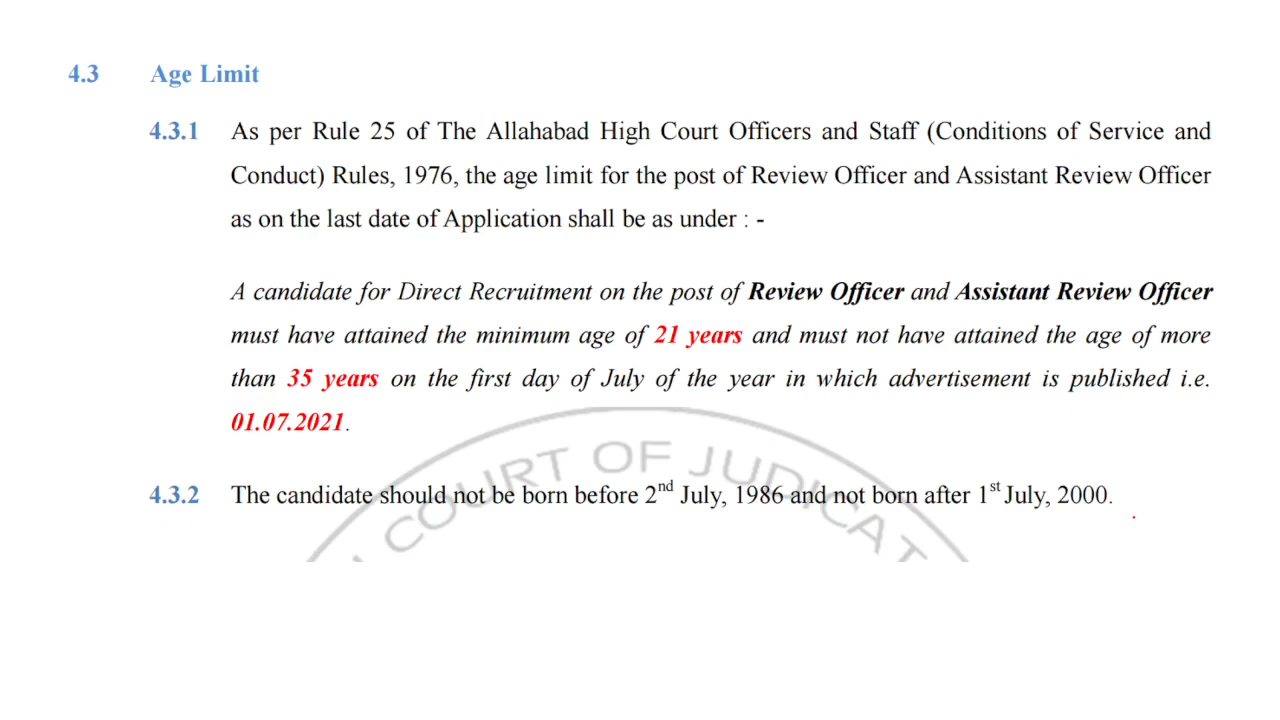 4.3 Age Limit
4.3.1 As per Rule 25 of The Allahabad High Court Officers and Staff (Conditions of Service and
Conduct) Rules, 1976, the age limit for the post of Review Officer and Assistant Review Officer
as on the last date of Application shall be as under : -
A candidate for Direct Recruitment on the post of Review Officer and Assistant Review Officer
must have attained the minimum age of 21 years and must not have attained the age of more
than 35 years on the first day of July of the year in which advertisement is published i.e.
01.07.2021.
COURT OF JUDICAT
4.3.2 The candidate should not be born before 2nd July, 1986 and not born after 1st July, 2000.